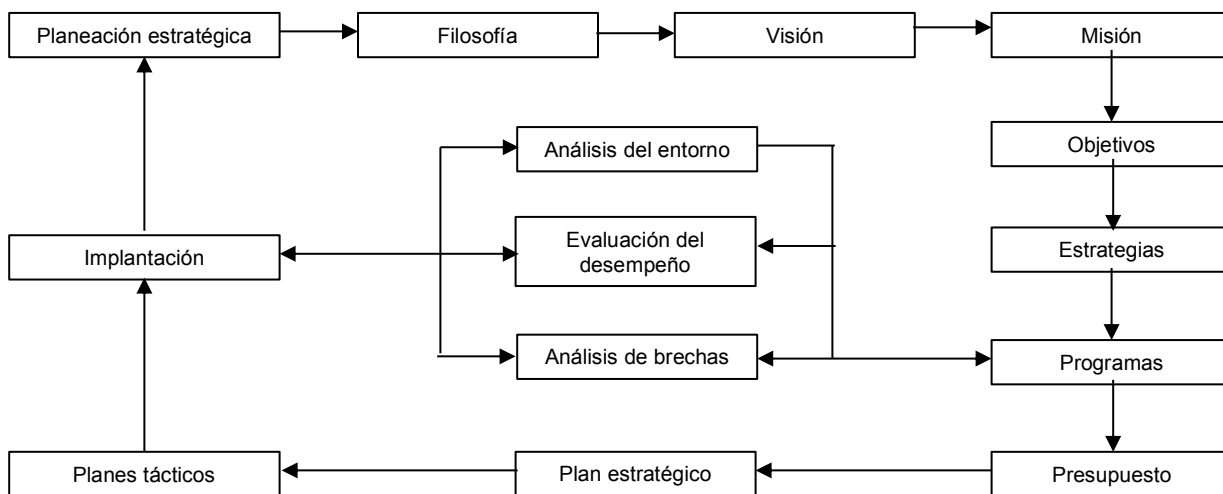 Planeación estratégica
Filosofía
Visión
Misión
Análisis del entorno
Objetivos
Implantación
Evaluación del
desempeño
Estrategias
Análisis de brechas
Programas
Planes tácticos
Plan estratégico
Presupuesto